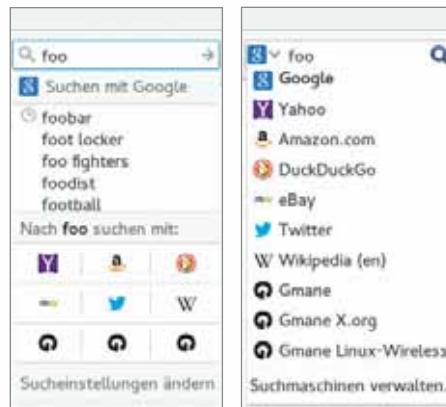 foo
Suchen mit Google
foobar
foot locker
foo fighters
foodist
football
Nach foo suchen mit:
Sucheinstellungen ändern
foo
Google
Yahoo
Amazon.com
DuckDuckGo
eBay
Twitter
Wikipedia (en)
Gmane
Gmane X.org
Gmane Linux-Wireless
Suchmaschinen verwalten.